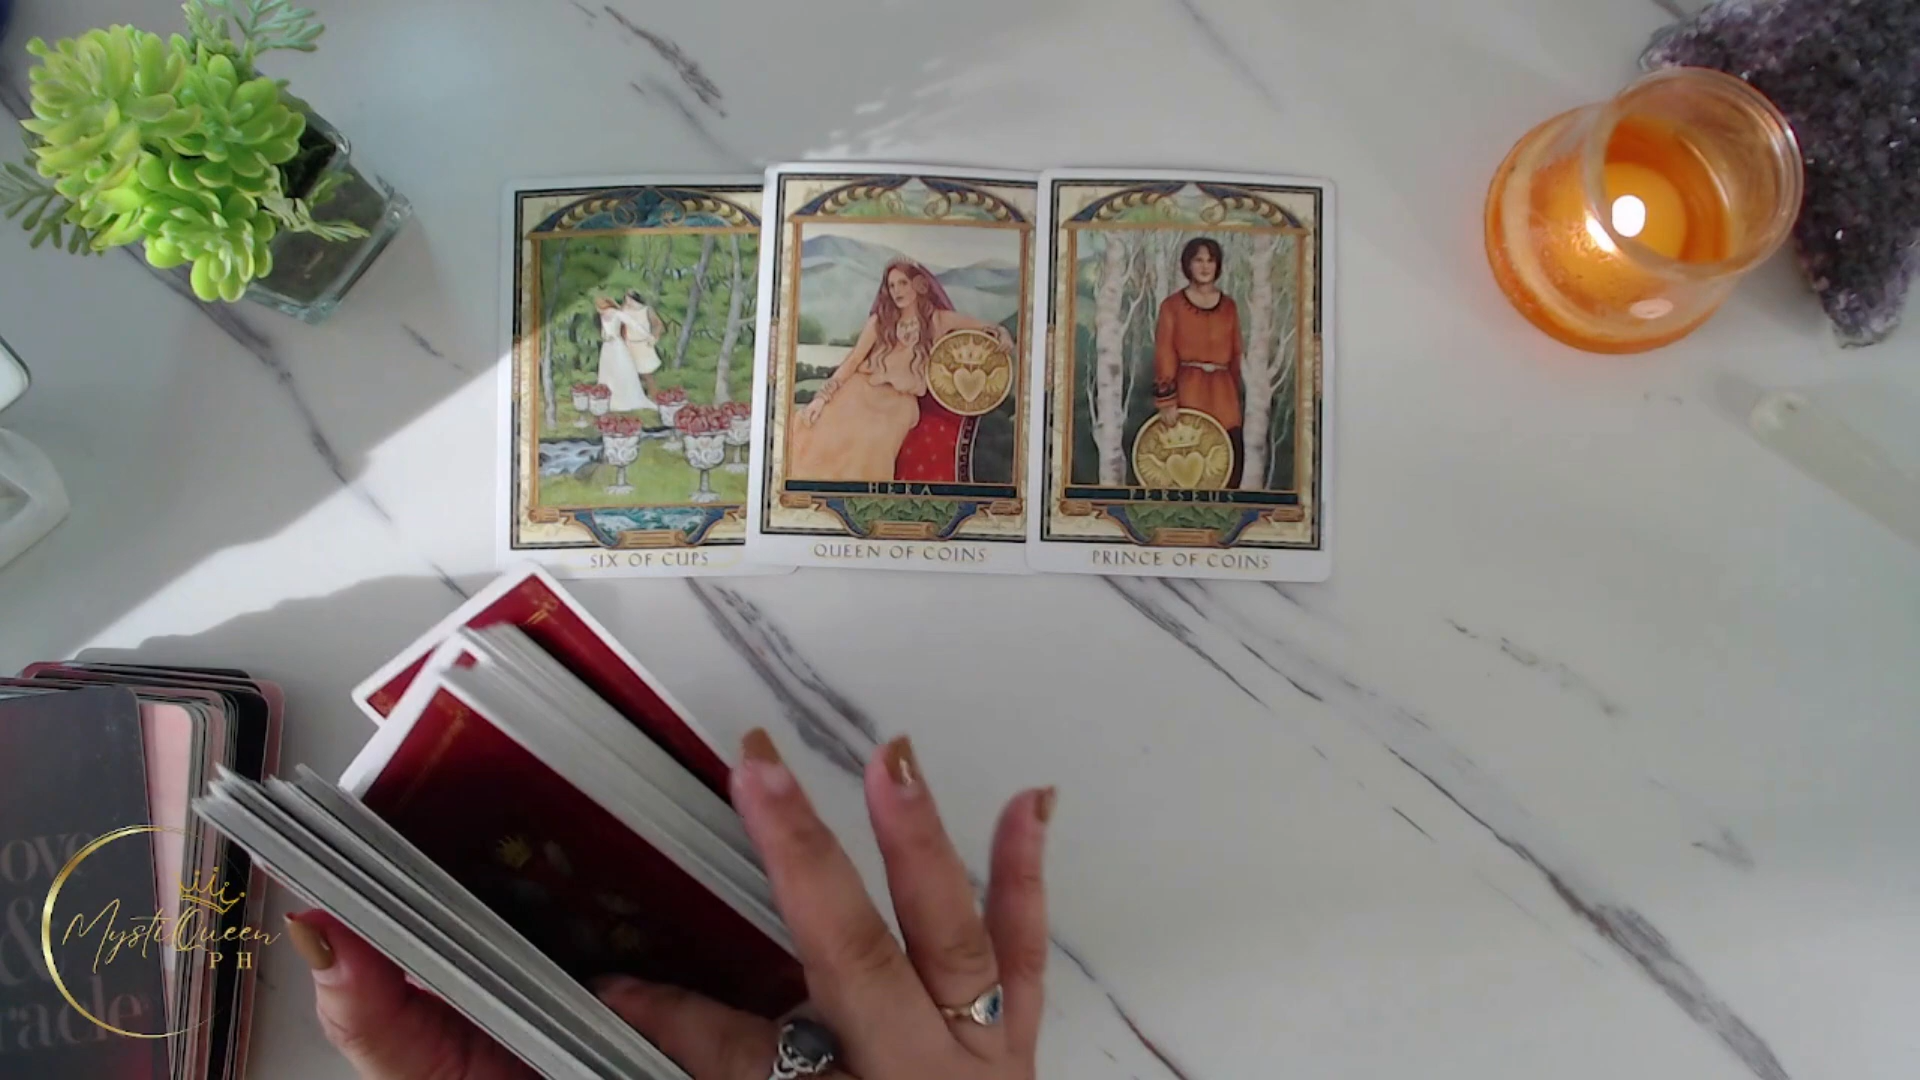 HERA
PERSEUS
SIX OF CUPS
QUEEN OF COINS
PRINCE OF COINS
MystiQueen
PH
&